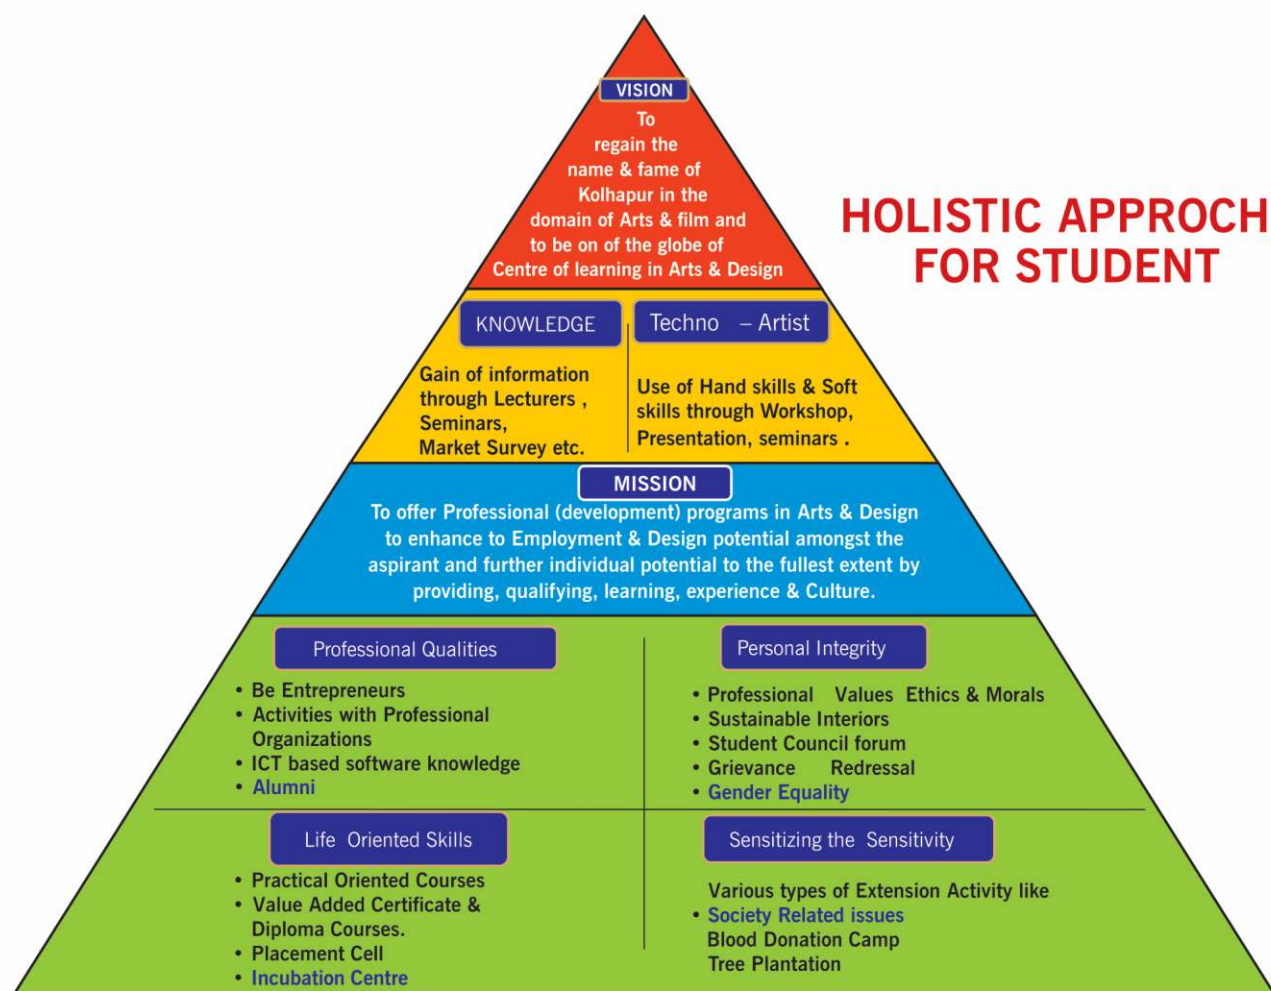 VISION
To
regain the
name & fame of
Kolhapur in the
domain of Arts & film and
to be on of the globe of
Centre of learning in Arts & Design
HOLISTIC APPROCH
FOR STUDENT
KNOWLEDGE
Gain of information
through Lecturers ,
Seminars,
Market Survey etc.
Techno – Artist
Use of Hand skills & Soft
skills through Workshop,
Presentation, seminars .
MISSION
To offer Professional (development) programs in Arts & Design
to enhance to Employment & Design potential amongst the
aspirant and further individual potential to the fullest extent by
providing, qualifying, learning, experience & Culture.
Professional Qualities
• Be Entrepreneurs
• Activities with Professional
Organizations
• ICT based software knowledge
• Alumni
Personal Integrity
• Professional Values Ethics & Morals
• Sustainable Interiors
• Student Council forum
• Grievance Redressal
• Gender Equality
Life Oriented Skills
• Practical Oriented Courses
• Value Added Certificate &
Diploma Courses.
• Placement Cell
• Incubation Centre
Sensitizing the Sensitivity
Various types of Extension Activity like
• Society Related issues
Blood Donation Camp
Tree Plantation